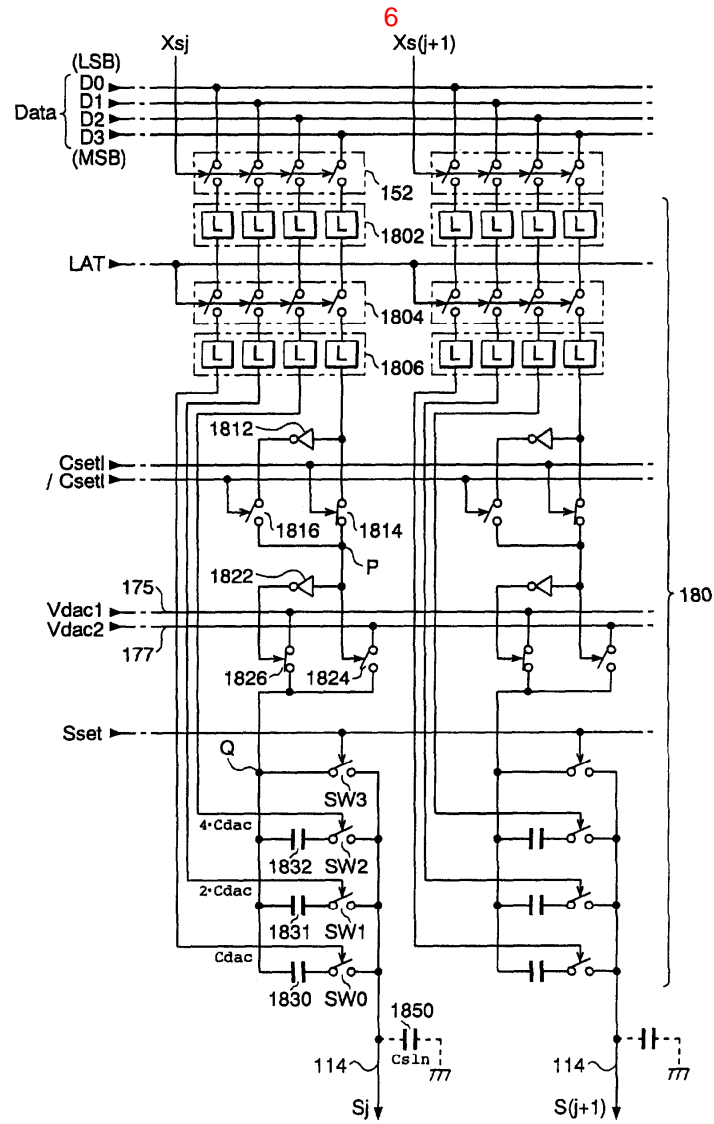 6
Xsj Xs(j+1)
(LSB)
D0
D1
Data
D2
D3
(MSB)
152
L L L L L L L L
1802
LAT
1804
L L L L L L L L
1806
1812
Csetl
/ Csetl
1816 1814
P
1822
175
Vdac1
Vdac2
177
180
1826 1824
Sset
Q
SW3
4·Cdac
1832 SW2
2·Cdac
1831 SW1
Cdac
1830 SW0
1850
Csln
114 114
Sj S(j+1)